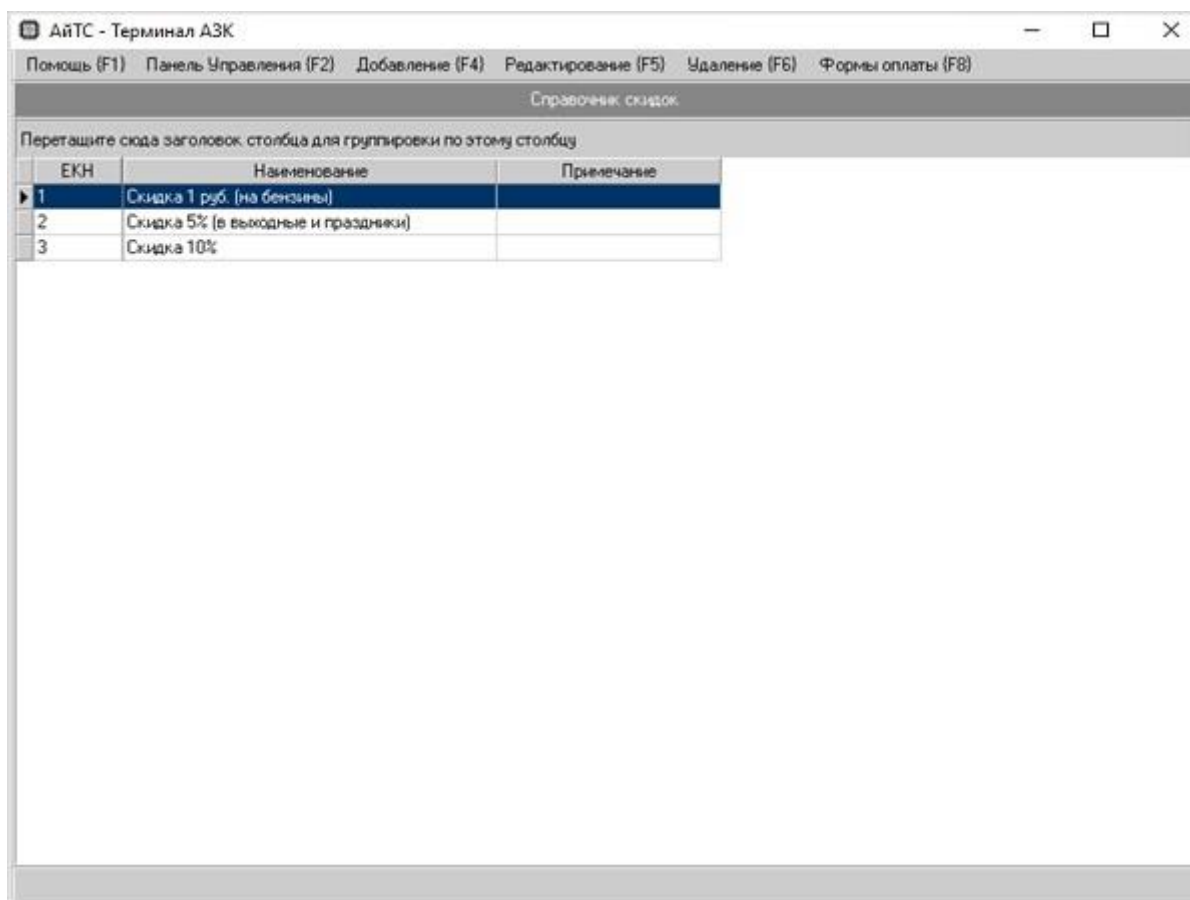 АйТС - Терминал АЗК
Помощь (F1) Панель Управления (F2) Добавление (F4) Редактирование (F5) Удаление (F6) Формы оплаты (F8)
Справочник скидок
Перетащите сюда заголовок столбца для группировки по этому столбцу
ЕКН Наименование Примечание
1 Скидка 1 руб. (на бензины)
2 Скидка 5% (в выходные и праздники)
3 Скидка 10%